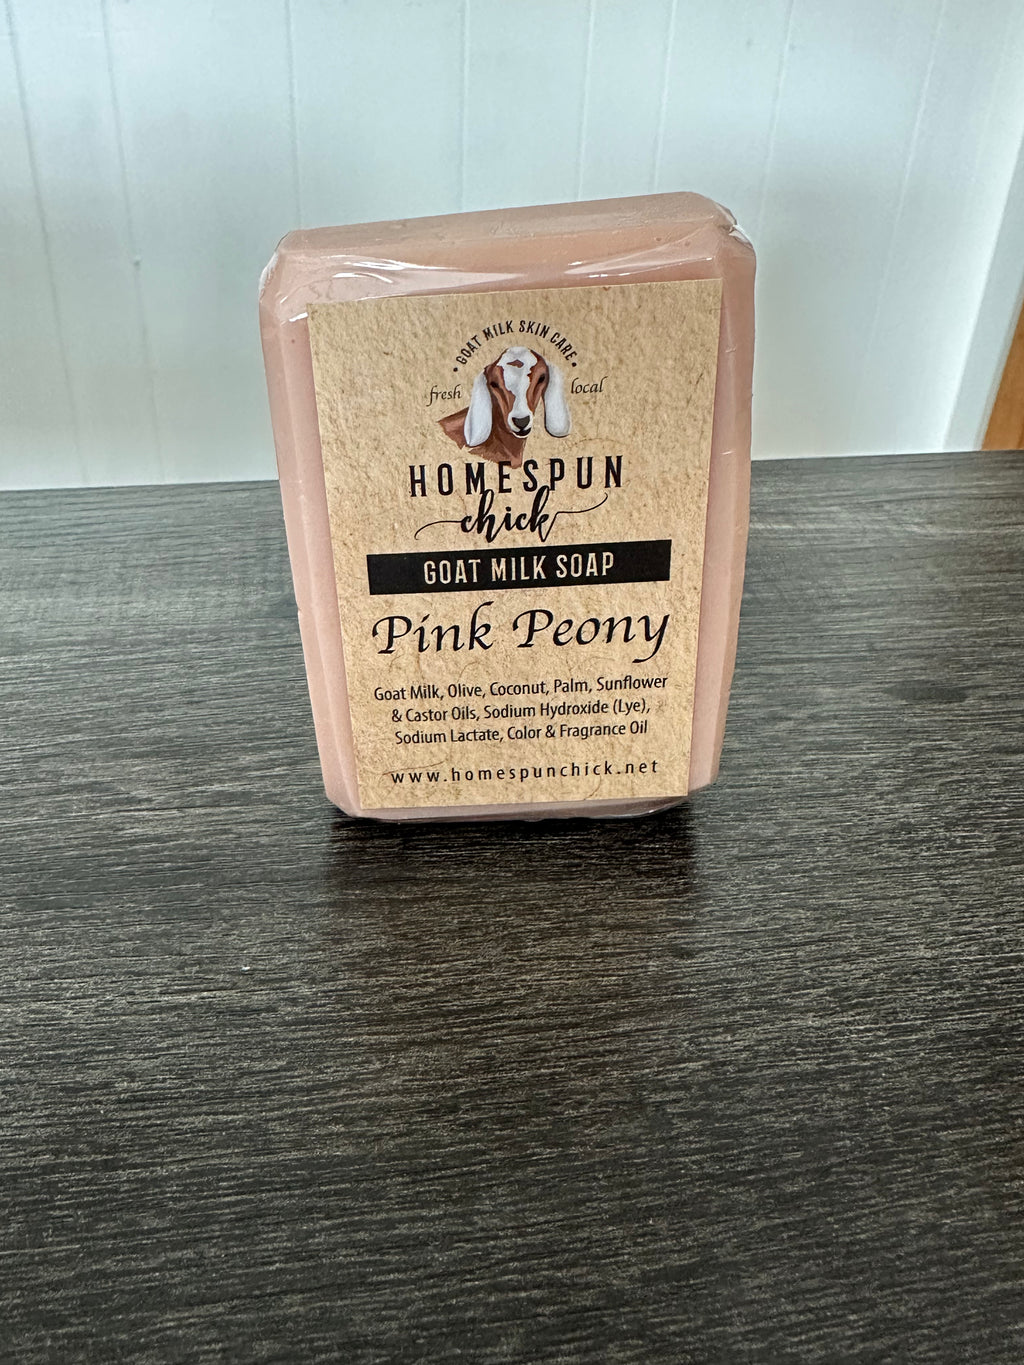 • GOAT MILK SKIN CARE •
fresh local
HOMESPUN
chick
GOAT MILK SOAP
Pink Peony
Goat Milk, Olive, Coconut, Palm, Sunflower
& Castor Oils, Sodium Hydroxide (Lye),
Sodium Lactate, Color & Fragrance Oil
www.homespunchick.net